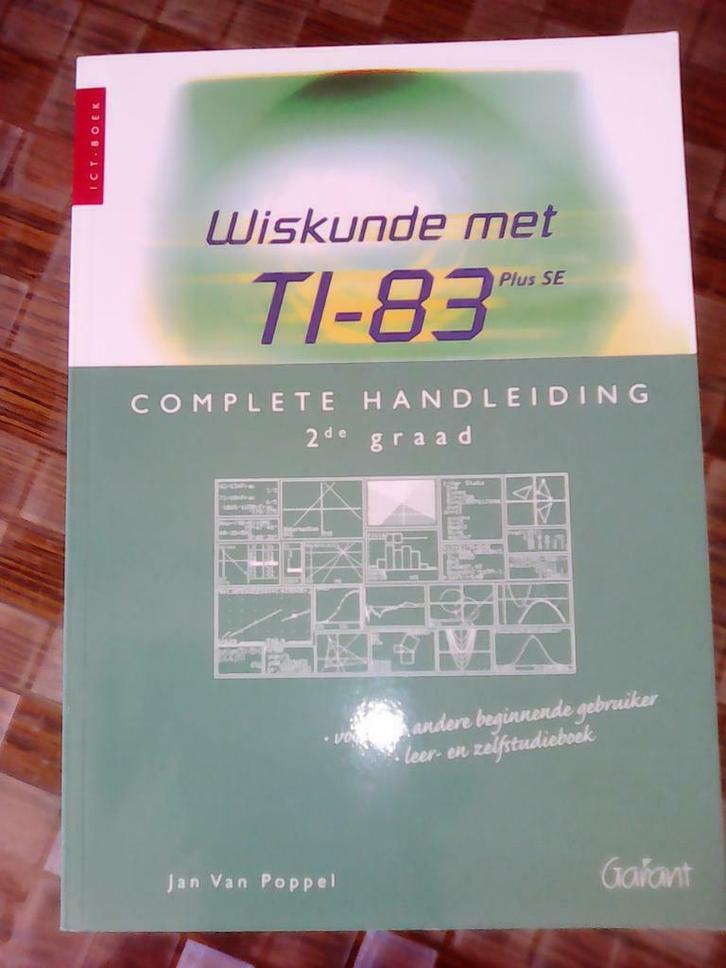 ICT-BOEK
Wiskunde met
TI-83 Plus SE
COMPLETE HANDLEIDING
2de graad
andere beginnende gebruiker
• leer- en zelfstudieboek
Jan Van Poppel
Garant